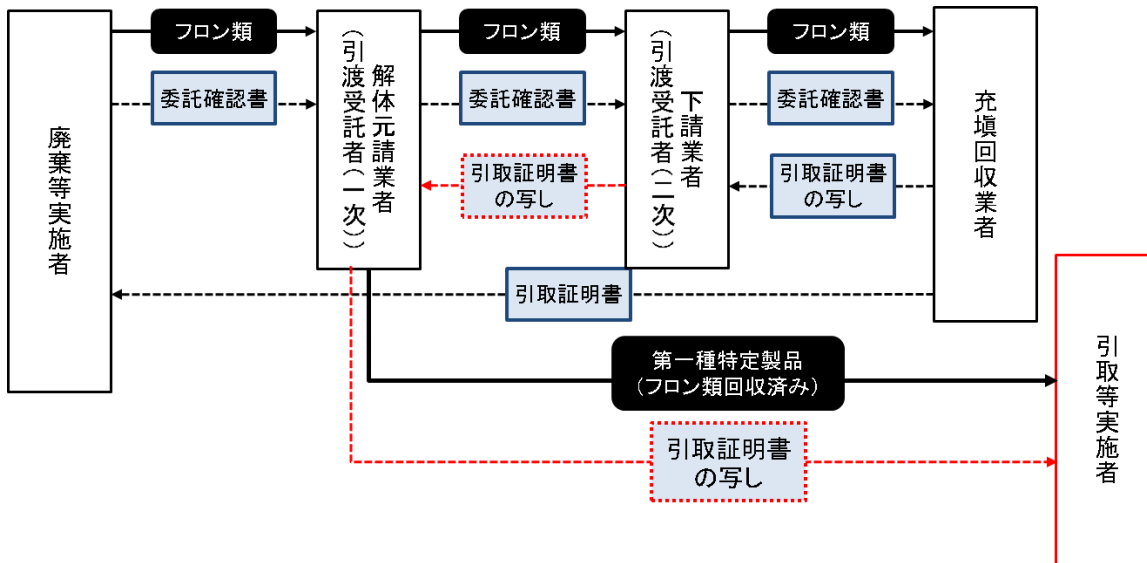 フロン類
フロン類
フロン類
委託確認書
委託確認書
委託確認書
廃棄等実施者
解体元請業者
(引渡受託者(一次))
下請業者
(引渡受託者(二次))
充塡回収業者
引取証明書
の写し
引取証明書
の写し
引取証明書
第一種特定製品
(フロン類回収済み)
引取証明書
の写し
引取等実施者